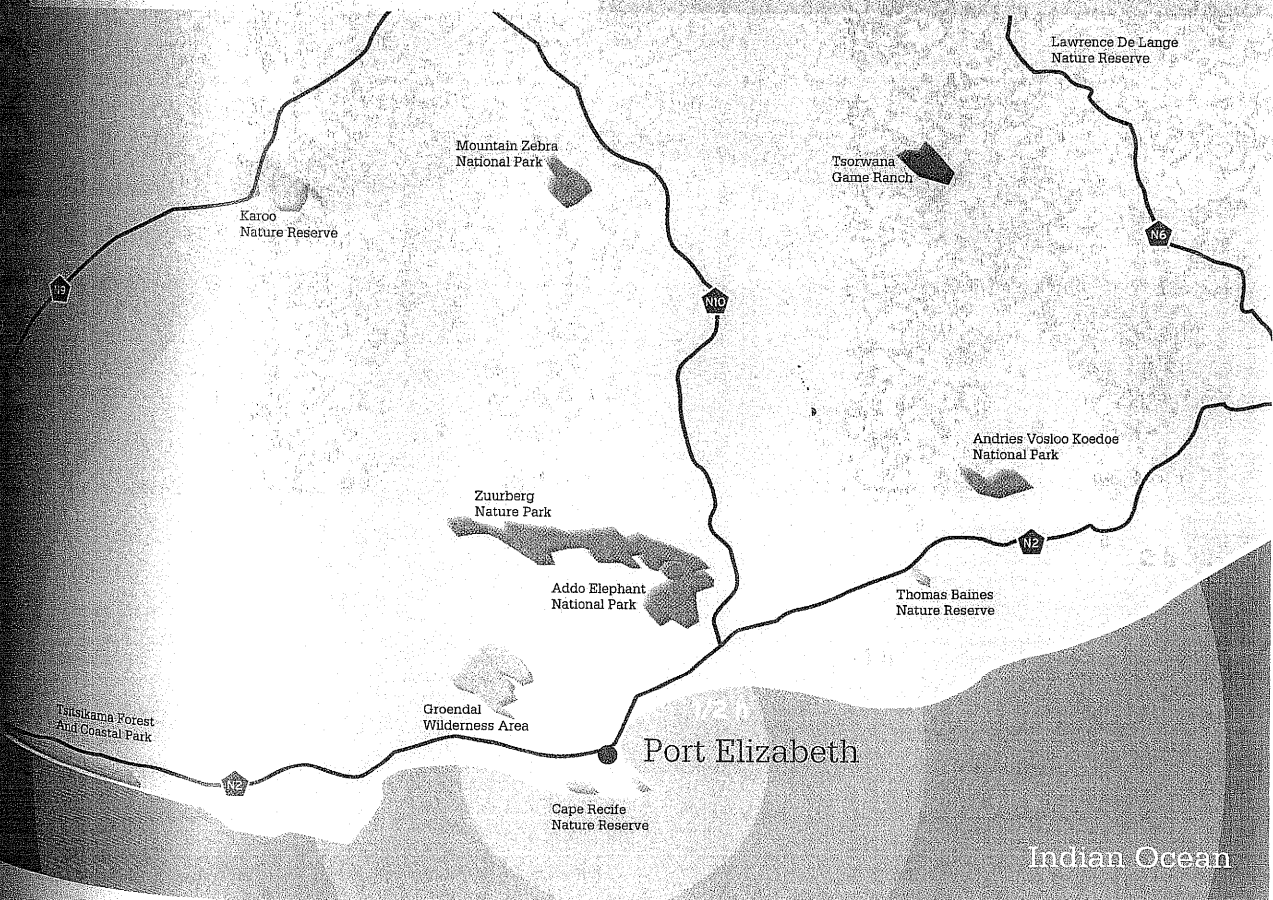 Lawrence De Lange
Nature Reserve
Mountain Zebra
National Park
Tsorwana
Game Ranch
Karoo
Nature Reserve
N6
N9
N10
Andries Vosloo Koedoe
National Park
Zuurberg
Nature Park
N2
Addo Elephant
National Park
Thomas Baines
Nature Reserve
Groendal
Wilderness Area
Tsitsikama Forest
And Coastal Park
Port Elizabeth
N2
Cape Recife
Nature Reserve
Indian Ocean